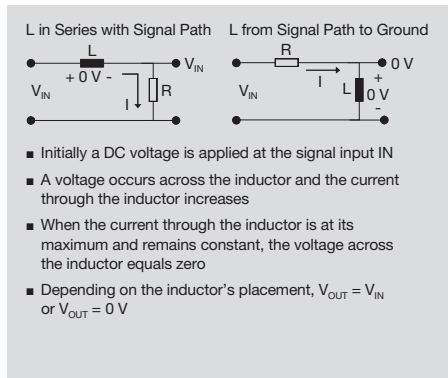 L in Series with Signal Path
L from Signal Path to Ground
L
V_IN
+ 0 V -
V_IN
I
R
R
0 V
I
+
V_IN
L
0 V
-
■ Initially a DC voltage is applied at the signal input IN
■ A voltage occurs across the inductor and the current
through the inductor increases
■ When the current through the inductor is at its
maximum and remains constant, the voltage across
the inductor equals zero
■ Depending on the inductor's placement, V_OUT = V_IN
or V_OUT = 0 V